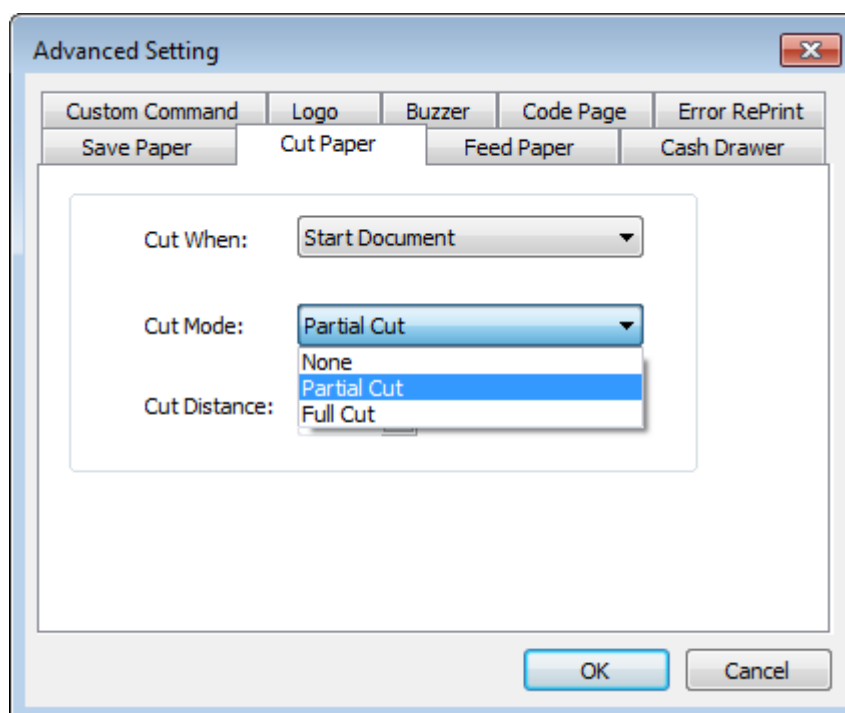 Advanced Setting
Custom Command Logo Buzzer Code Page Error RePrint
Save Paper Cut Paper Feed Paper Cash Drawer
Cut When: Start Document
Cut Mode: Partial Cut
None
Partial Cut
Cut Distance: Full Cut
OK Cancel